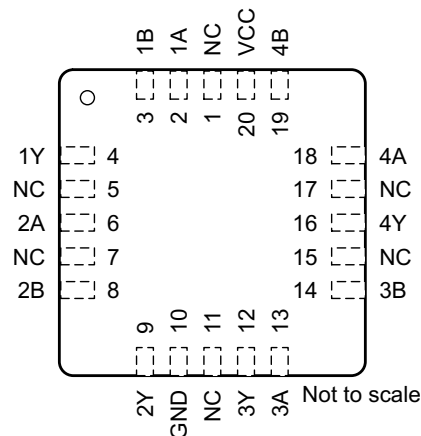 1B 1A NC VCC 4B
3 2 1 20 19
1Y 4 18 4A
NC 5 17 NC
2A 6 16 4Y
NC 7 15 NC
2B 8 14 3B
9 10 11 12 13
2Y GND NC 3Y 3A
Not to scale